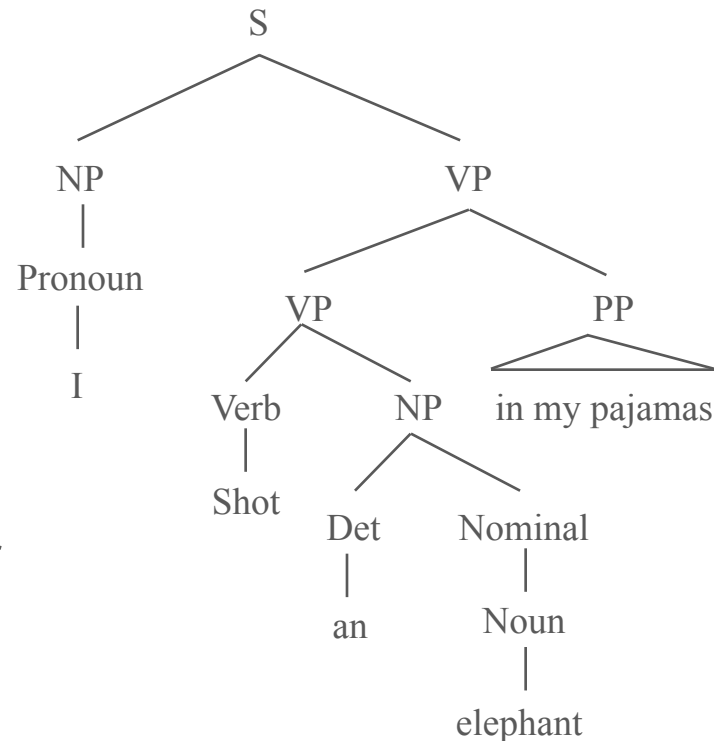 S
NP VP
Pronoun VP PP
I Verb NP in my pajamas
Shot Det Nominal
an Noun
elephant